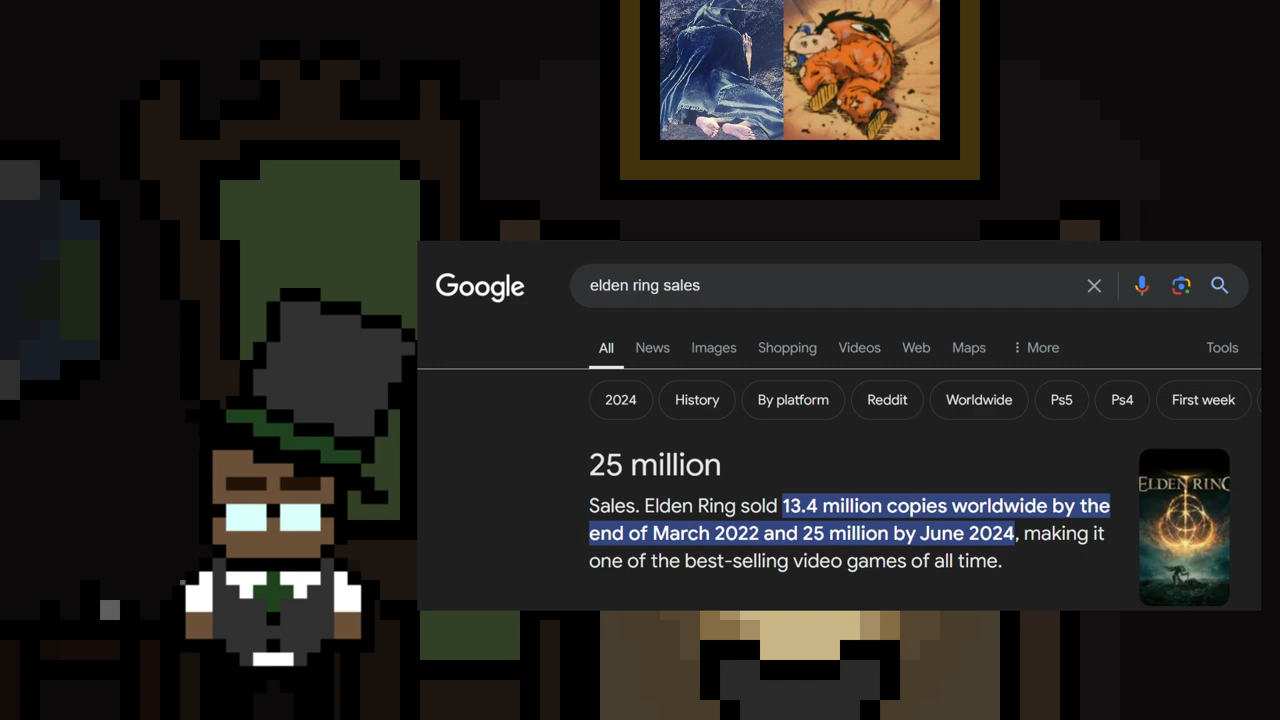 Google
elden ring sales
All News Images Shopping Videos Web Maps More Tools
2024 History By platform Reddit Worldwide Ps5 Ps4 First week
25 million
Sales. Elden Ring sold 13.4 million copies worldwide by the
end of March 2022 and 25 million by June 2024, making it
one of the best-selling video games of all time.
ELDEN RING